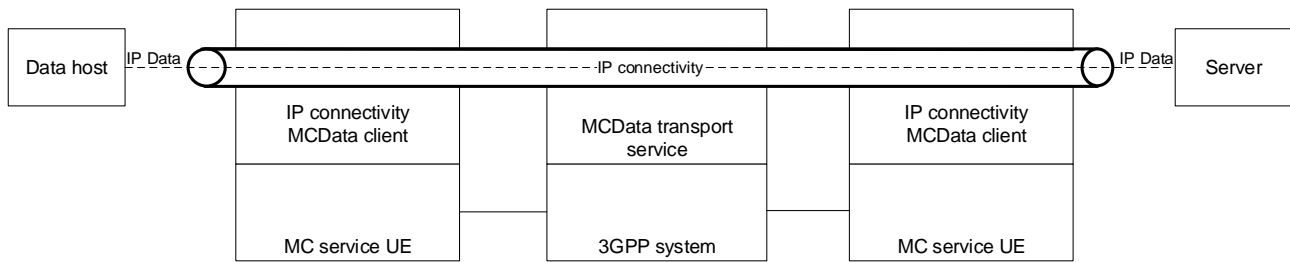 Data host
IP Data
IP connectivity
IP Data
Server
IP connectivity
MCData client
MCData transport
service
IP connectivity
MCData client
MC service UE
3GPP system
MC service UE